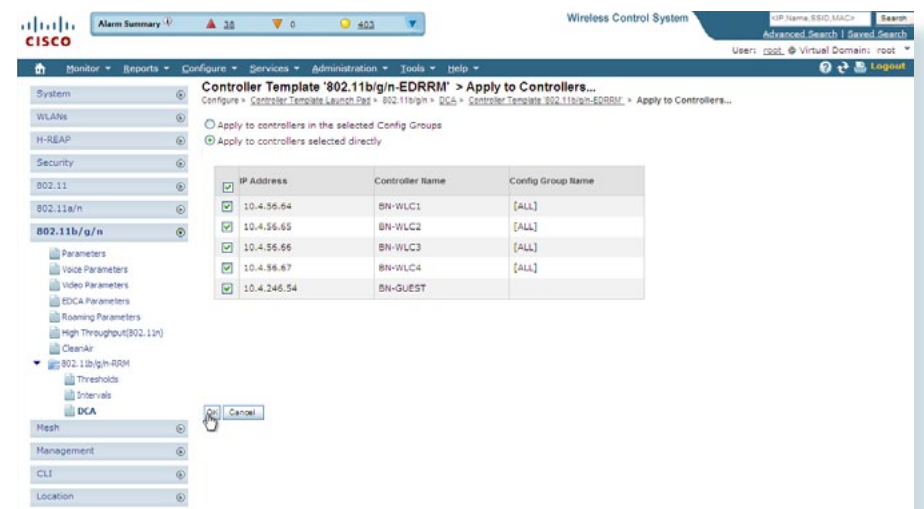 CISCO
Alarm Summary 38 0 403
Wireless Control System
<IP,Name,SSID,MAC> Search
Advanced Search | Saved Search
User: root @ Virtual Domain: root
Monitor Reports Configure Services Administration Tools Help Logout
System
WLANs
H-REAP
Security
802.11
802.11a/n
802.11b/g/n
Parameters
Voice Parameters
Video Parameters
EDCA Parameters
Roaming Parameters
High Throughput(802.11n)
CleanAir
802.11b/g/n-RRM
Thresholds
Intervals
DCA
Mesh
Management
CLI
Location
Controller Template '802.11b/g/n-EDRRM' > Apply to Controllers...
Configure > Controller Template Launch Pad > 802.11b/g/n > DCA > Controller Template '802.11b/g/n-EDRRM' > Apply to Controllers...
Apply to controllers in the selected Config Groups
Apply to controllers selected directly
IP Address Controller Name Config Group Name
10.4.56.64 BN-WLC1 [ALL]
10.4.56.65 BN-WLC2 [ALL]
10.4.56.66 BN-WLC3 [ALL]
10.4.56.67 BN-WLC4 [ALL]
10.4.246.54 BN-GUEST
OK Cancel